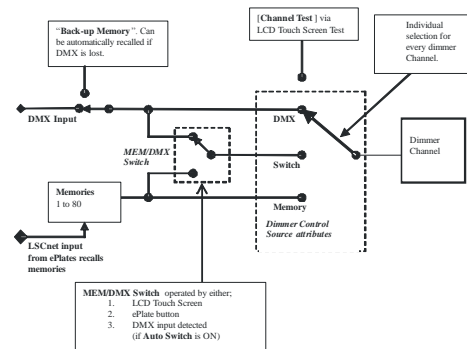 "Back-up Memory". Can
be automatically recalled if
DMX is lost.
[Channel Test] via
LCD Touch Screen Test
Individual
selection for
every dimmer
Channel.
DMX Input
DMX
MEM/DMX
Switch
Switch
Dimmer
Channel
Memories
1 to 80
Memory
Dimmer Control
Source attributes
LSCnet input
from ePlates recalls
memories
MEM/DMX Switch operated by either;
1. LCD Touch Screen
2. ePlate button
3. DMX input detected
(if Auto Switch is ON)